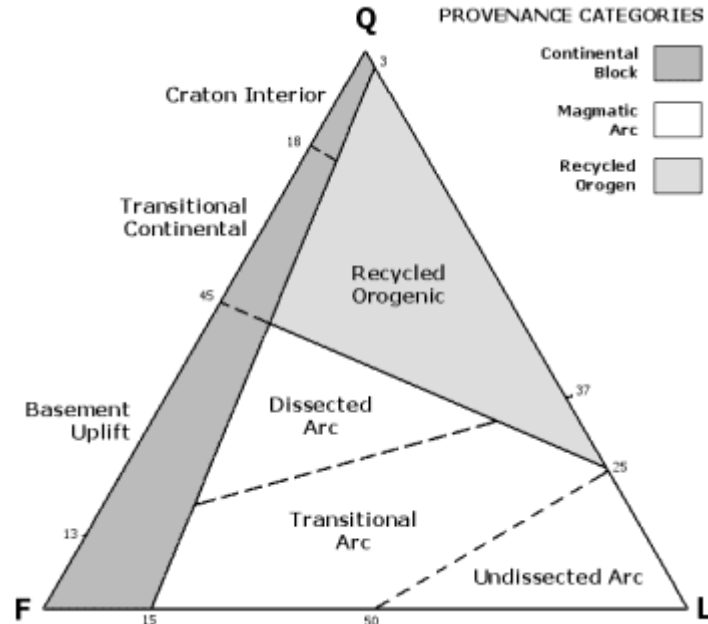 Q
PROVENANCE CATEGORIES
Continental
Block
Magmatic
Arc
Recycled
Orogen
3
Craton Interior
18
Transitional
Continental
Recycled
Orogenic
45
37
Dissected
Arc
Basement
Uplift
25
Transitional
Arc
13
Undissected Arc
F
L
15
50